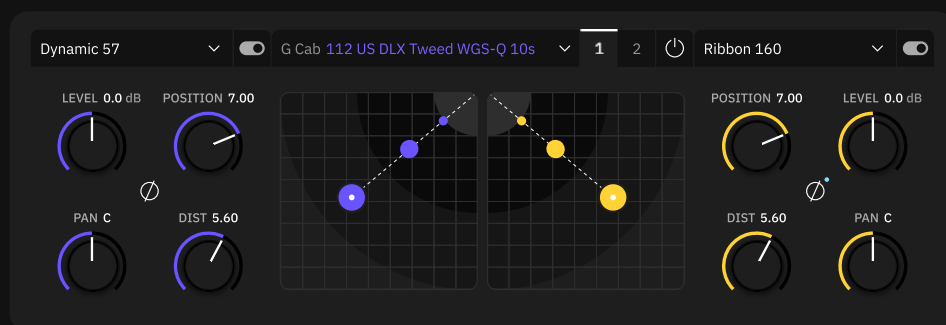 Dynamic 57
G Cab 112 US DLX Tweed WGS-Q 10s
1
2
Ribbon 160
LEVEL 0.0 dB
POSITION 7.00
POSITION 7.00
LEVEL 0.0 dB
PAN C
DIST 5.60
DIST 5.60
PAN C